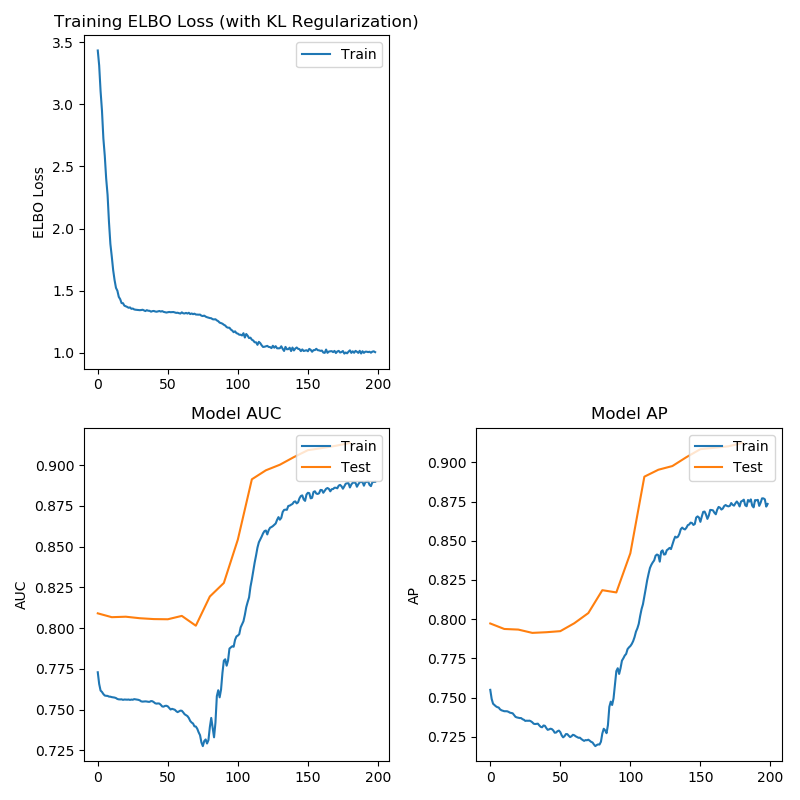 Training ELBO Loss (with KL Regularization)
3.5
3.0
2.5
2.0
1.5
1.0
ELBO Loss
Train
0 50 100 150 200
Model AUC
0.900
0.875
0.850
0.825
0.800
0.775
0.750
0.725
AUC
Train
Test
0 50 100 150 200
Model AP
0.900
0.875
0.850
0.825
0.800
0.775
0.750
0.725
AP
Train
Test
0 50 100 150 200